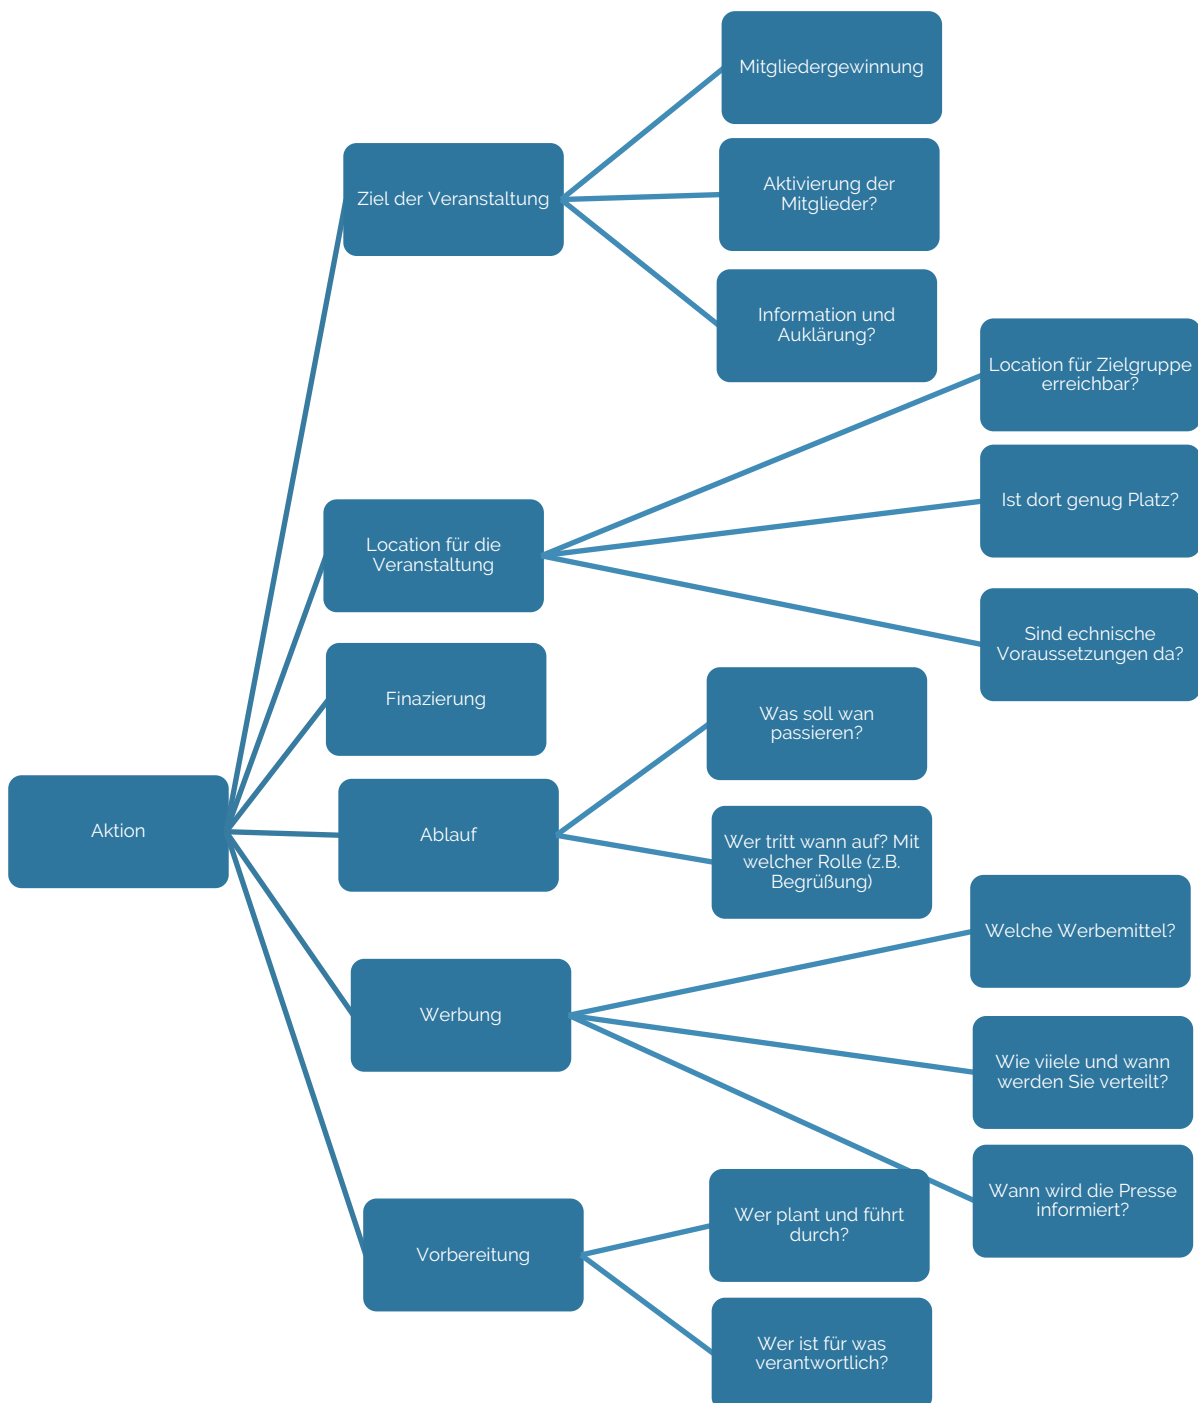 Mitgliedergewinnung
Ziel der Veranstaltung
Aktivierung der
Mitglieder?
Information und
Auklärung?
Location für Zielgruppe
erreichbar?
Ist dort genug Platz?
Location für die
Veranstaltung
Sind echnische
Voraussetzungen da?
Finazierung
Was soll wan
passieren?
Aktion
Ablauf
Wer tritt wann auf? Mit
welcher Rolle (z.B.
Begrüßung)
Welche Werbemittel?
Werbung
Wie viiele und wann
werden Sie verteilt?
Wann wird die Presse
informiert?
Wer plant und führt
durch?
Vorbereitung
Wer ist für was
verantwortlich?